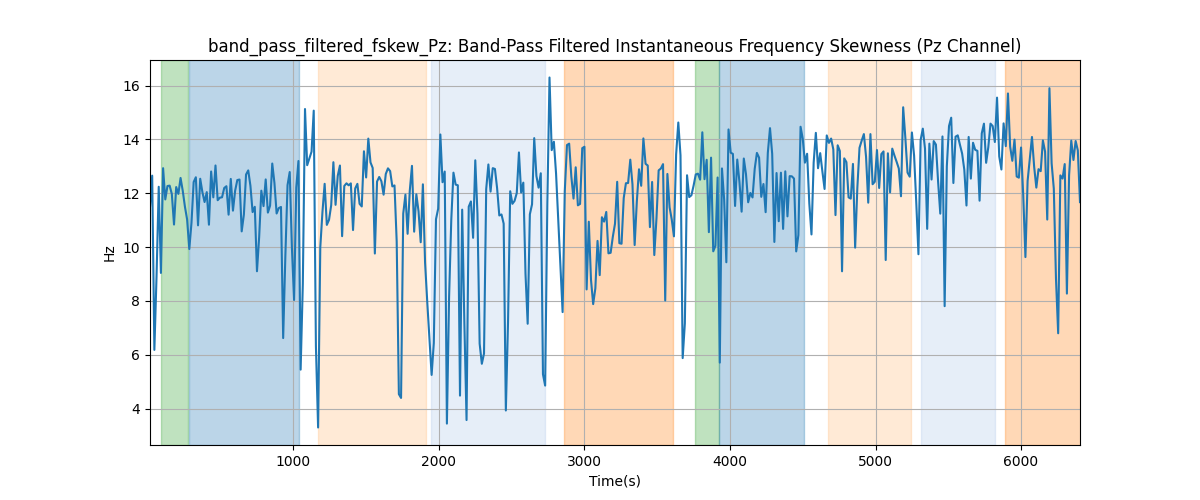 band_pass_filtered_fskew_Pz: Band-Pass Filtered Instantaneous Frequency Skewness (Pz Channel)
16
14
12
10
8
6
4
Hz
1000 2000 3000 4000 5000 6000
Time(s)